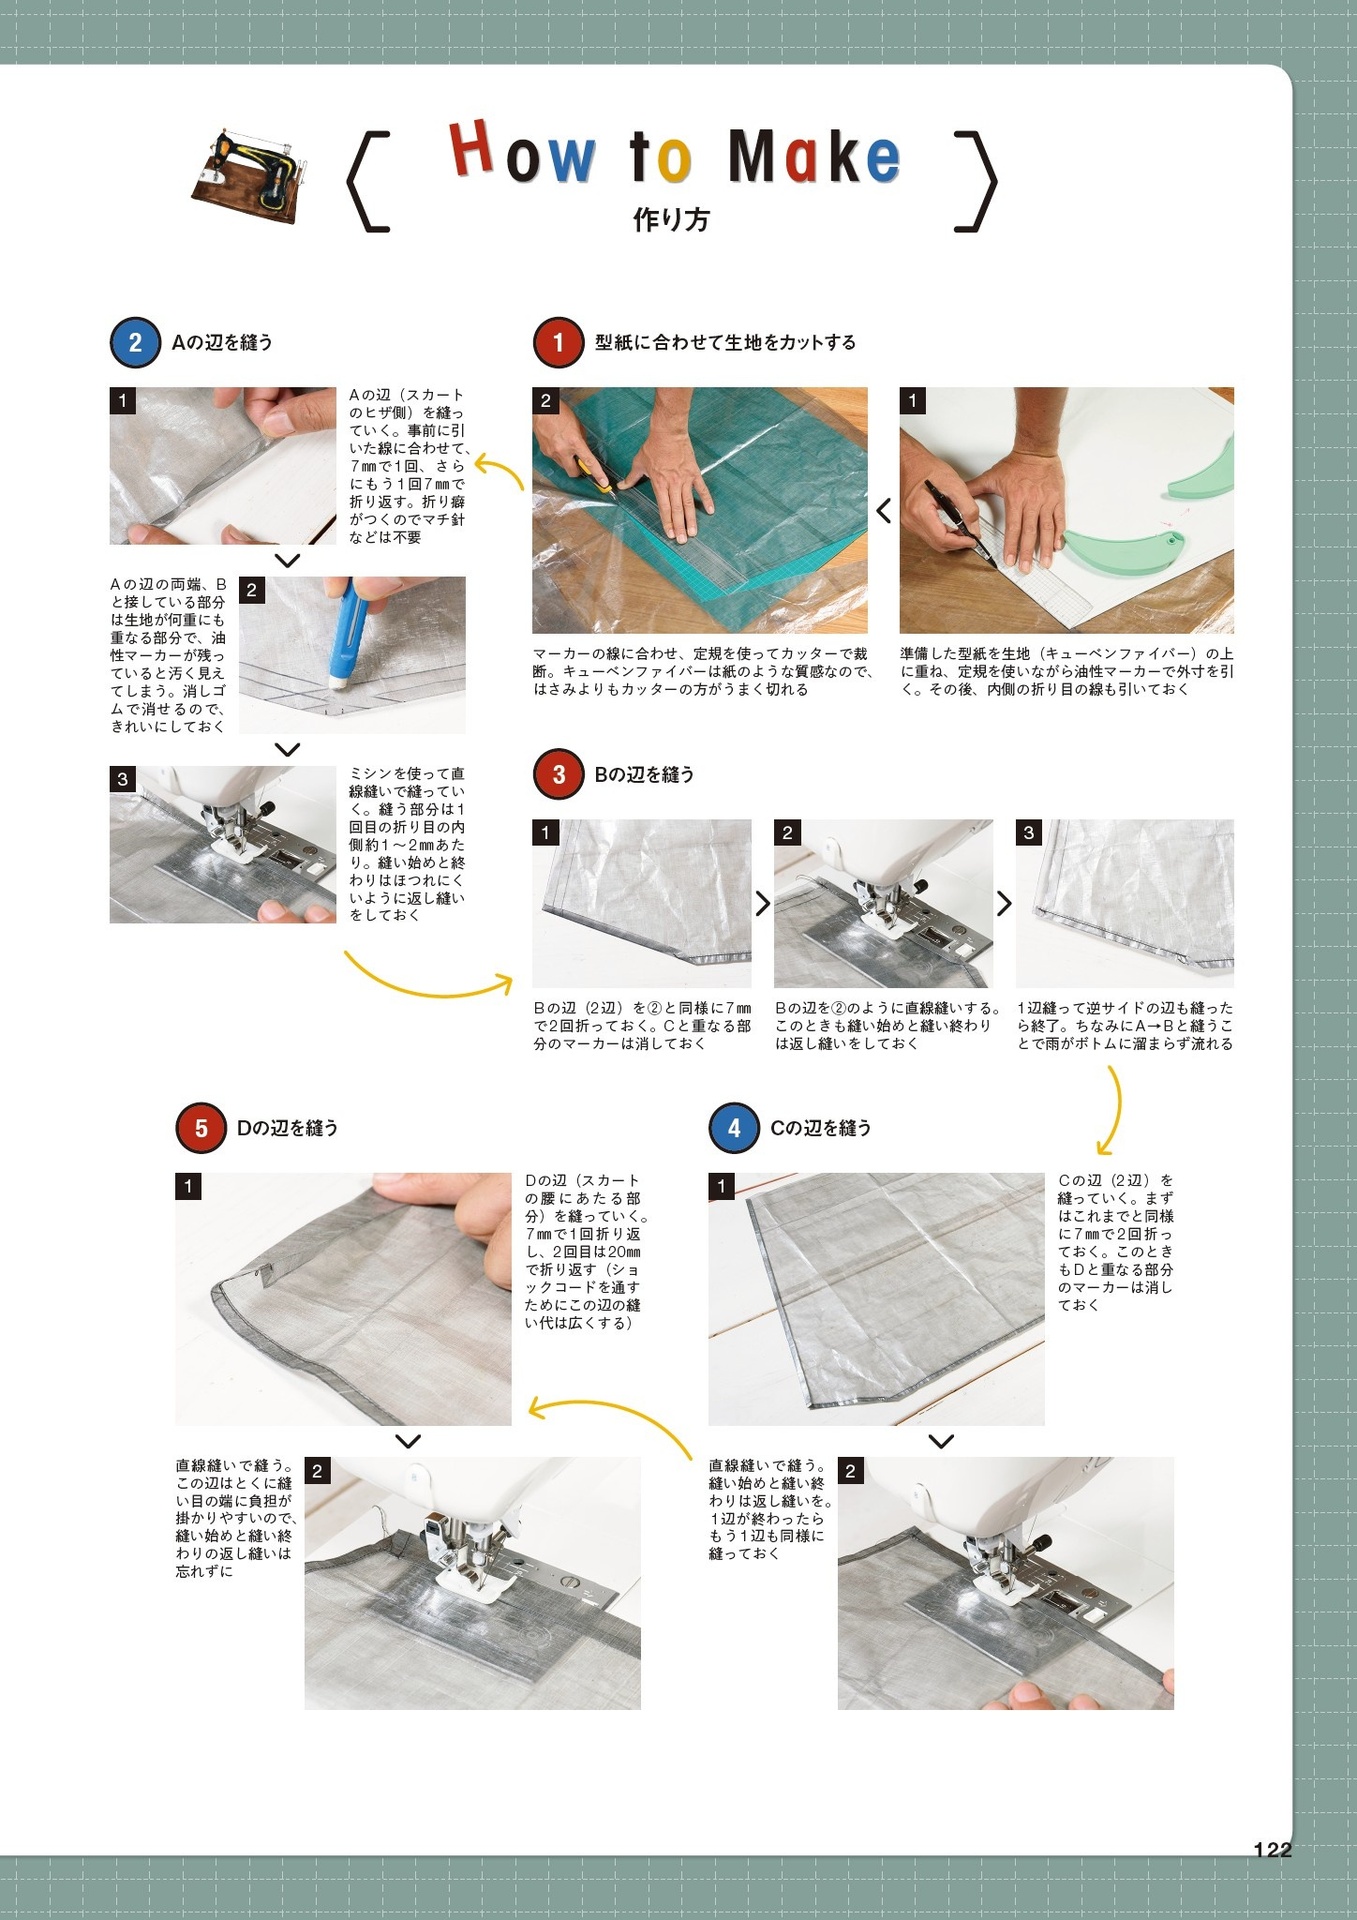 How to Make
作り方
1 型紙に合わせて生地をカットする
1
準備した型紙を生地（キューベンファイバー）の上
に重ね、定規を使いながら油性マーカーで外寸を引
く。その後、内側の折り目の線も引いておく
2
マーカーの線に合わせ、定規を使ってカッターで裁
断。キューベンファイバーは紙のような質感なので、
はさみよりもカッターの方がうまく切れる
2 Aの辺を縫う
1
Aの辺（スカート
のヒザ側）を縫っ
ていく。事前に引
いた線に合わせて、
7㎜で1回、さら
にもう1回7㎜で
折り返す。折り癖
がつくのでマチ針
などは不要
2
Aの辺の両端、B
と接している部分
は生地が何重にも
重なる部分で、油
性マーカーが残っ
ていると汚く見え
てしまう。消しゴ
ムで消せるので、
きれいにしておく
3
ミシンを使って直
線縫いで縫ってい
く。縫う部分は1
回目の折り目の内
側約1～2㎜あた
り。縫い始めと終
わりはほつれにく
いように返し縫い
をしておく
3 Bの辺を縫う
1
Bの辺（2辺）を②と同様に7㎜
で2回折っておく。Cと重なる部
分のマーカーは消しておく
2
Bの辺を②のように直線縫いする。
このときも縫い始めと縫い終わり
は返し縫いをしておく
3
1辺縫って逆サイドの辺も縫った
ら終了。ちなみにA→Bと縫うこ
とで雨がボトムに溜まらず流れる
4 Cの辺を縫う
1
Cの辺（2辺）を
縫っていく。まず
はこれまでと同様
に7㎜で2回折っ
ておく。このとき
もDと重なる部分
のマーカーは消し
ておく
2
直線縫いで縫う。
縫い始めと縫い終
わりは返し縫いを。
1辺が終わったら
もう1辺も同様に
縫っておく
5 Dの辺を縫う
1
Dの辺（スカート
の腰にあたる部
分）を縫っていく。
7㎜で1回折り返
し、2回目は20㎜
で折り返す（ショ
ックコードを通す
ためにこの辺の縫
い代は広くする）
2
直線縫いで縫う。
この辺はとくに縫
い目の端に負担が
掛かりやすいので、
縫い始めと縫い終
わりの返し縫いは
忘れずに
122